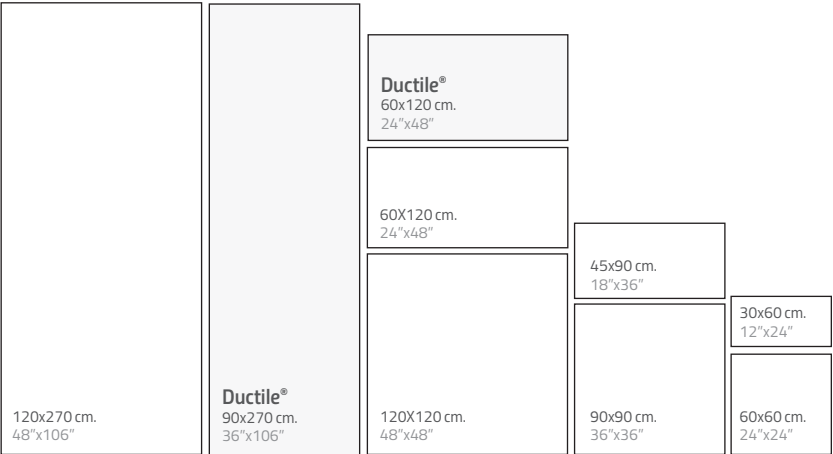 120x270 cm.
48”x106”
Ductile®
90x270 cm.
36”x106”
Ductile®
60x120 cm.
24”x48”
60X120 cm.
24”x48”
120X120 cm.
48”x48”
45x90 cm.
18”x36”
90x90 cm.
36”x36”
30x60 cm.
12”x24”
60x60 cm.
24”x24”